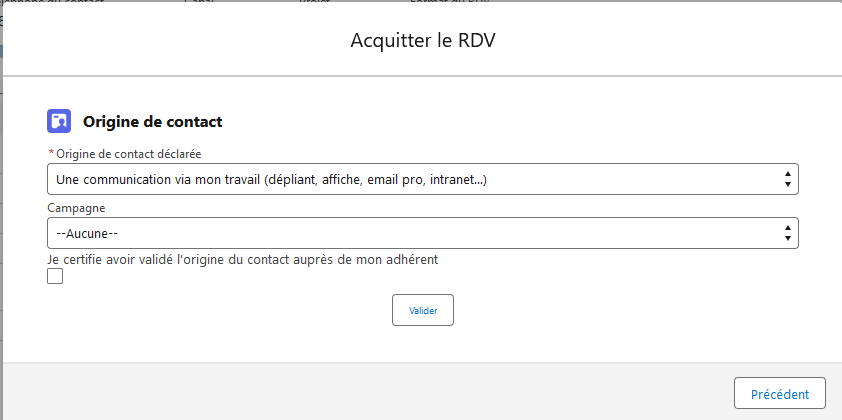 Acquitter le RDV
Origine de contact
* Origine de contact déclarée
Une communication via mon travail (dépliant, affiche, email pro, intranet...)
Campagne
--Aucune--
Je certifie avoir validé l'origine du contact auprès de mon adhérent
Valider
Précédent